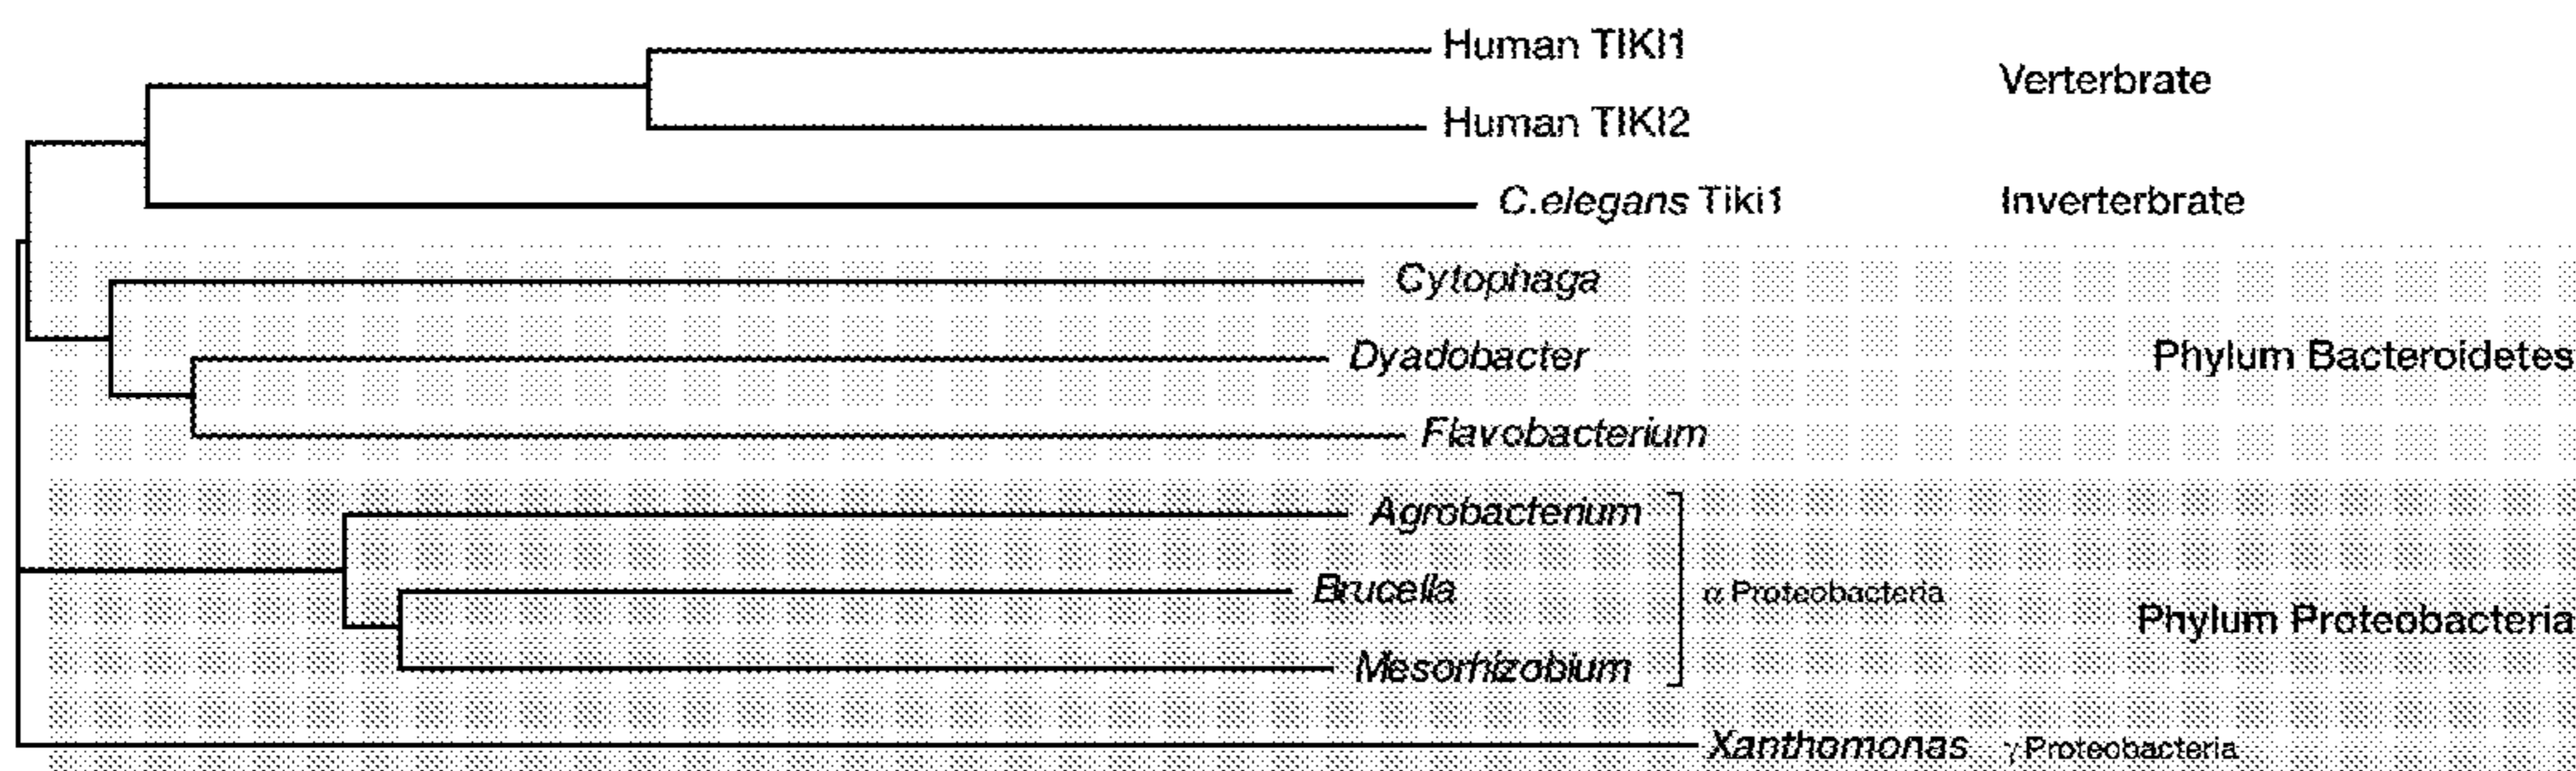 Human TIKI1
Verterbrate
Human TIKI2
C.elegans Tiki1 Inverterbrate
Cytophaga
Dyadobacter Phylum Bacteroidetes
Flavobacterium
Agrobacterium
Brucella α Proteobacteria
Phylum Proteobacteria
Mesorhizobium
Xanthomonas γ Proteobacteria